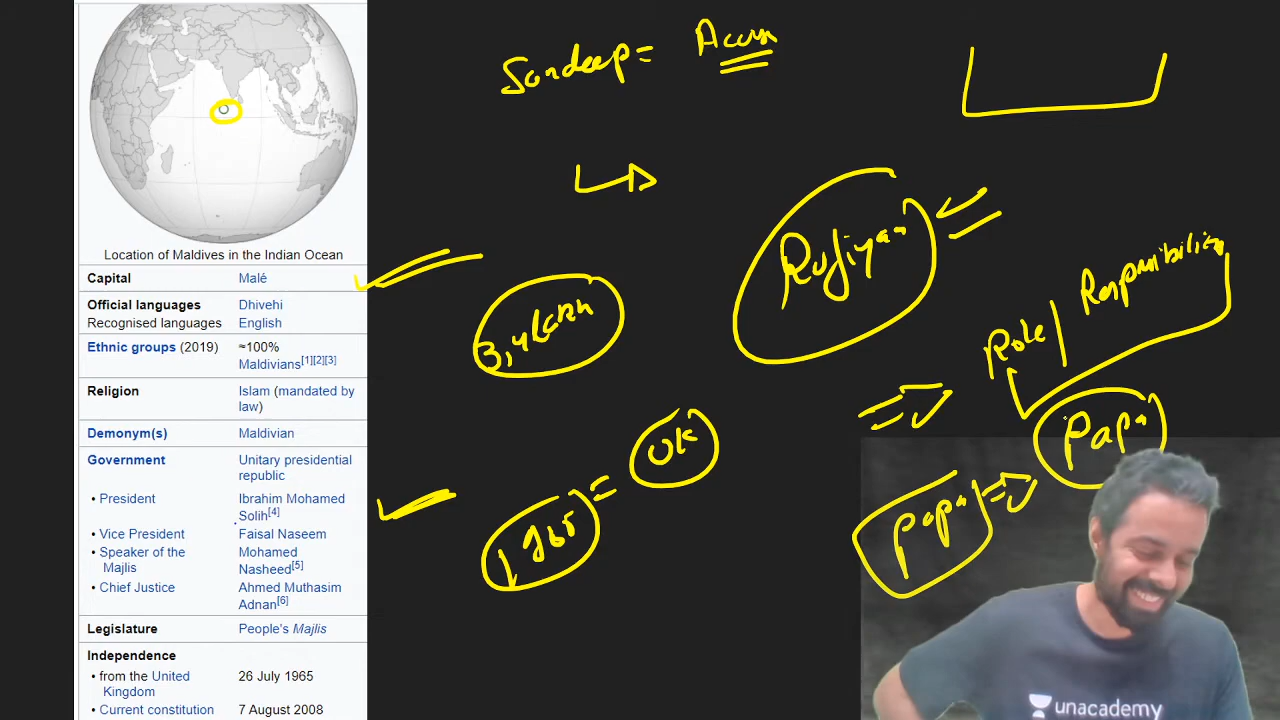 Location of Maldives in the Indian Ocean
Capital Malé
Official languages Dhivehi
Recognised languages English
Ethnic groups (2019) ≈100%
Maldivians[1][2][3]
Religion Islam (mandated by
law)
Demonym(s) Maldivian
Government Unitary presidential
republic
• President Ibrahim Mohamed
Solih[4]
• Vice President Faisal Naseem
• Speaker of the Mohamed
Majlis Nasheed[5]
• Chief Justice Ahmed Muthasim
Adnan[6]
Legislature People's Majlis
Independence
• from the United 26 July 1965
Kingdom
• Current constitution 7 August 2008
Sandeep =
Rufiyaa
Role/
OK
Papa
Papa
unacademy